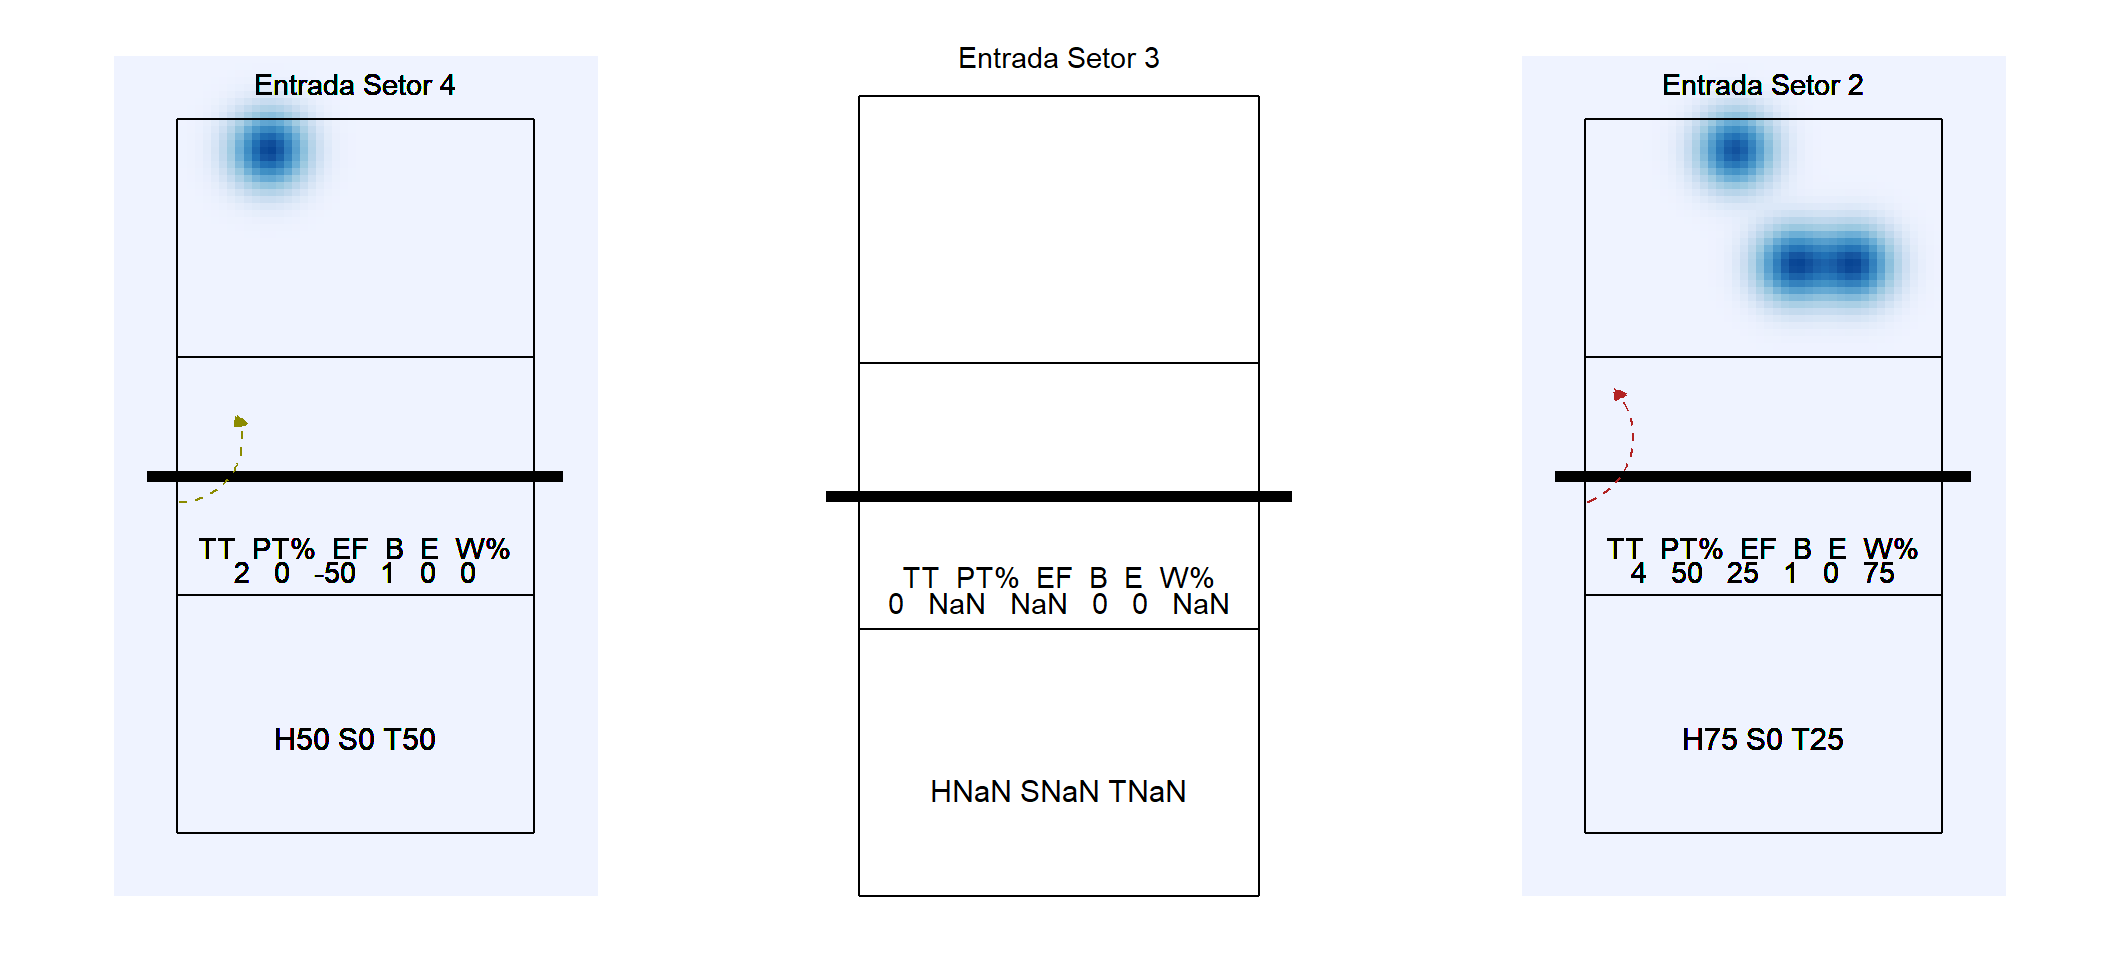 Entrada Setor 4
TT PT% EF B E W%
2 0 -50 1 0 0
H50 S0 T50
Entrada Setor 3
TT PT% EF B E W%
0 NaN NaN 0 0 NaN
HNaN SNaN TNaN
Entrada Setor 2
TT PT% EF B E W%
4 50 25 1 0 75
H75 S0 T25